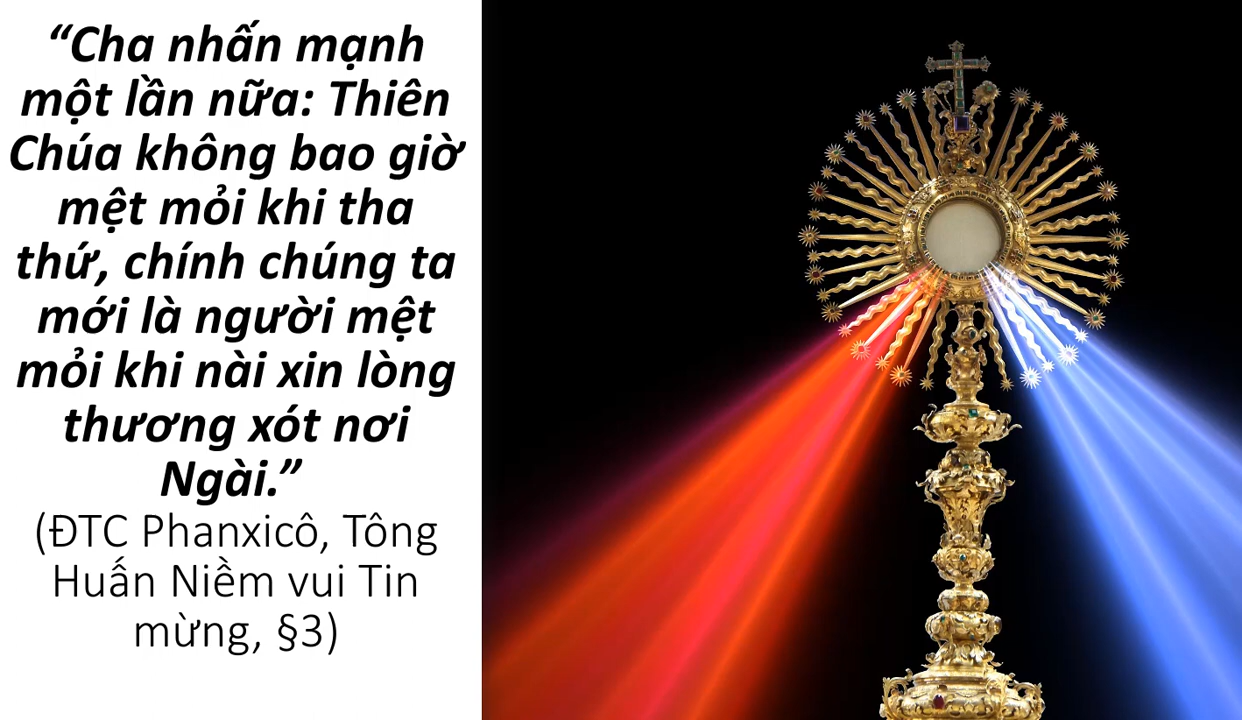 “Cha nhấn mạnh
một lần nữa: Thiên
Chúa không bao giờ
mệt mỏi khi tha
thứ, chính chúng ta
mới là người mệt
mỏi khi nài xin lòng
thương xót nơi
Ngài.”
(ĐTC Phanxicô, Tông
Huấn Niềm vui Tin
mừng, §3)